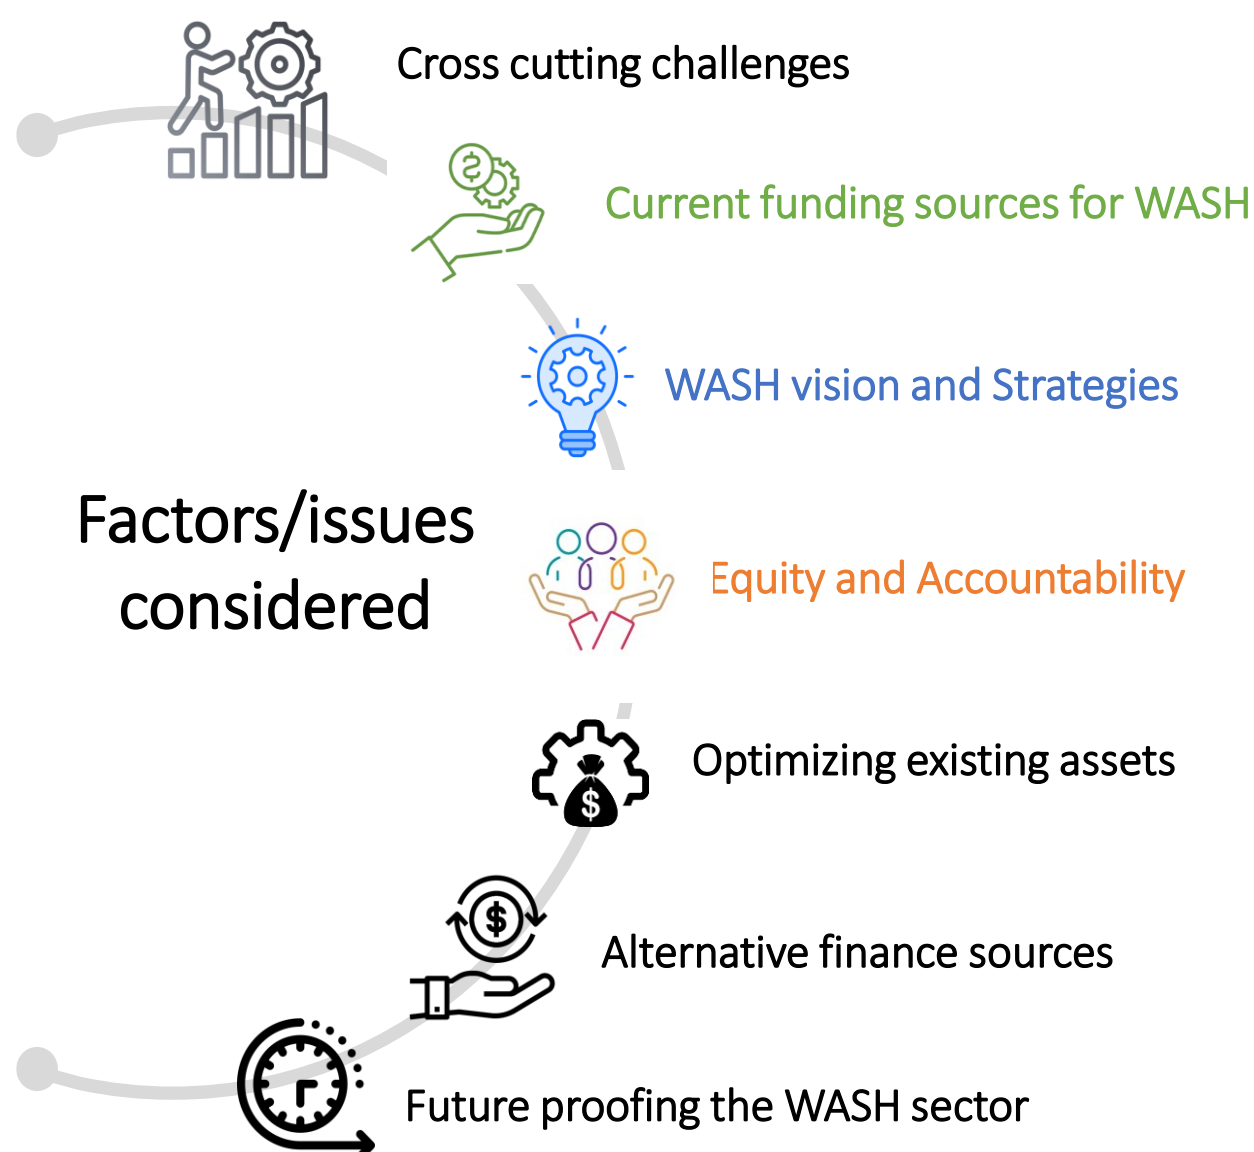 Cross cutting challenges
Current funding sources for WASH
WASH vision and Strategies
Factors/issues
considered
Equity and Accountability
Optimizing existing assets
Alternative finance sources
Future proofing the WASH sector